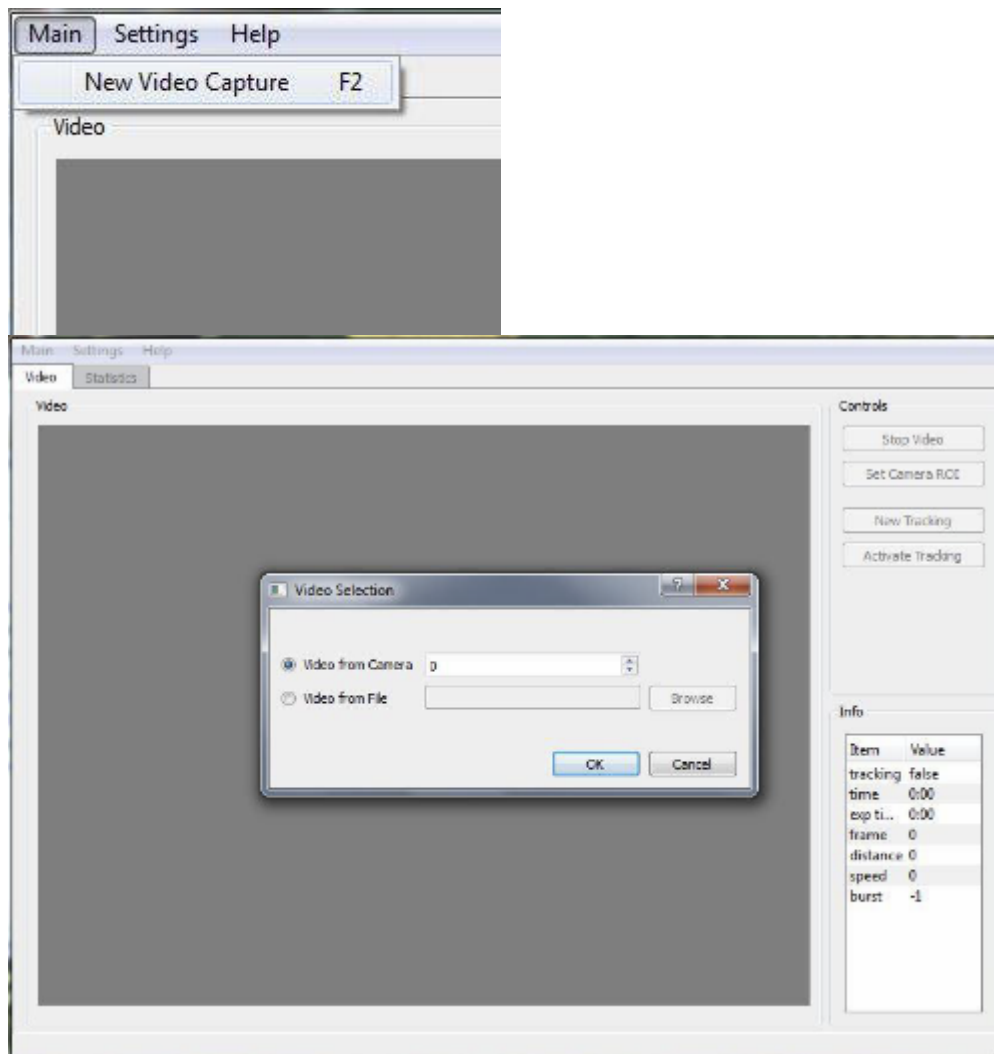 Main Settings Help
New Video Capture F2
Video
Main Settings Help
Video Statistics
Video
Controls
Stop Video
Set Camera ROI
New Tracking
Activate Tracking
Video Selection
?
X
Video from Camera 0
Video from File Browse
OK Cancel
Info
Item Value
tracking false
time 0:00
exp ti... 0:00
frame 0
distance 0
speed 0
burst -1